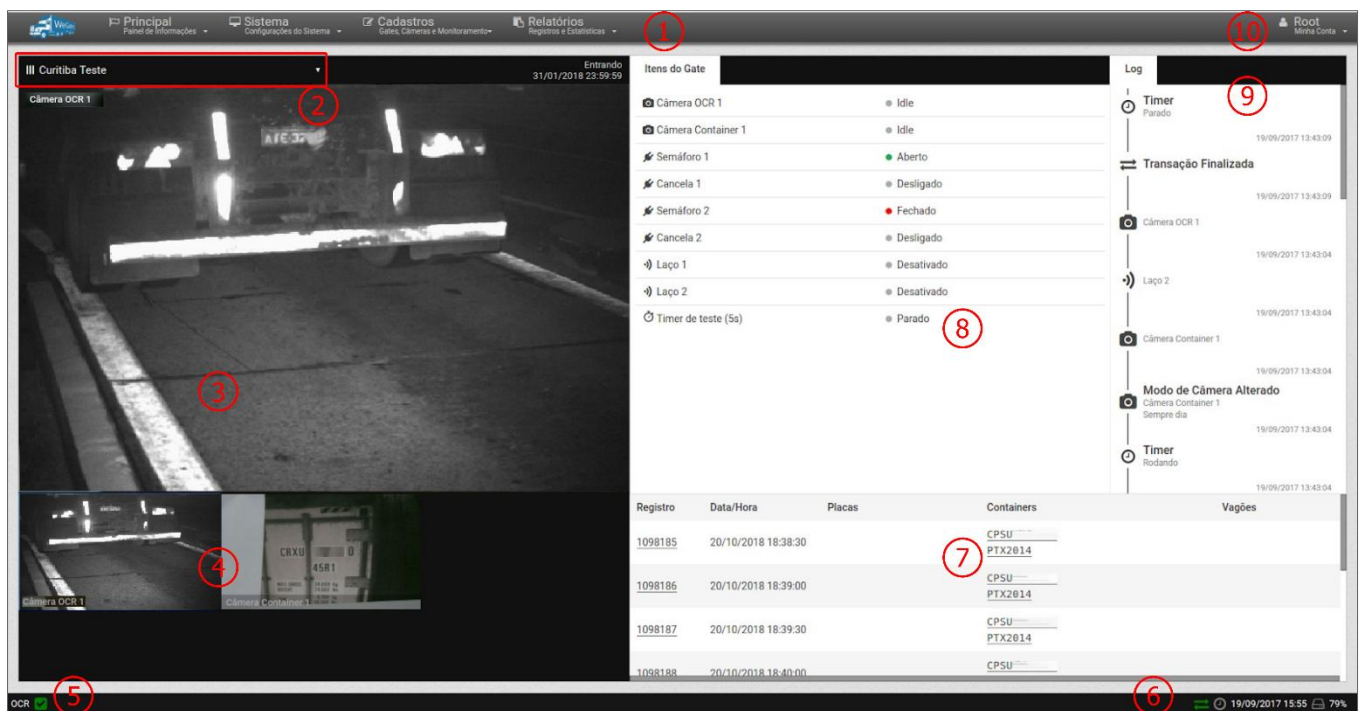 WeGate
Principal
Painel de Informações
Sistema
Configurações do Sistema
Cadastros
Gates, Câmeras e Monitoramento
Relatórios
Registros e Estatísticas
1
10
Root
Minha Conta
Curitiba Teste
2
Entrando
31/01/2018 23:59:59
Câmera OCR 1
3
Itens do Gate
Câmera OCR 1 Idle
Câmera Container 1 Idle
Semáforo 1 Aberto
Cancela 1 Desligado
Semáforo 2 Fechado
Cancela 2 Desligado
Laço 1 Desativado
Laço 2 Desativado
Timer de teste (5s) Parado
8
Log
9
Timer
Parado
19/09/2017 13:43:09
Transação Finalizada
19/09/2017 13:43:09
Câmera OCR 1
19/09/2017 13:43:04
Laço 2
19/09/2017 13:43:04
Câmera Container 1
19/09/2017 13:43:04
Modo de Câmera Alterado
Câmera Container 1
Sempre dia
19/09/2017 13:43:04
Timer
Rodando
19/09/2017 13:43:04
4
Câmera OCR 1
CRXU 0
45R1
Câmera Container 1
Registro Data/Hora Placas Containers Vagões
1098185 20/10/2018 18:38:30 CPSU
PTX2014
7
1098186 20/10/2018 18:39:00 CPSU
PTX2014
1098187 20/10/2018 18:39:30 CPSU
PTX2014
1098188 20/10/2018 18:40:00 CPSU
OCR
5
6
19/09/2017 15:55 79%